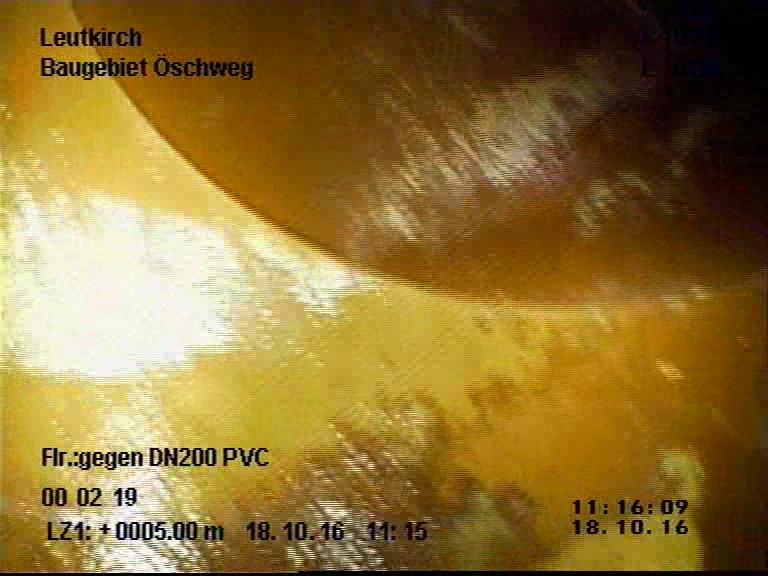 Leutkirch
Baugebiet Öschweg
Flr.:gegen DN200 PVC
00 02 19
LZ1: +0005.00 m 18.10.16 11:15
11:16:09
18.10.16